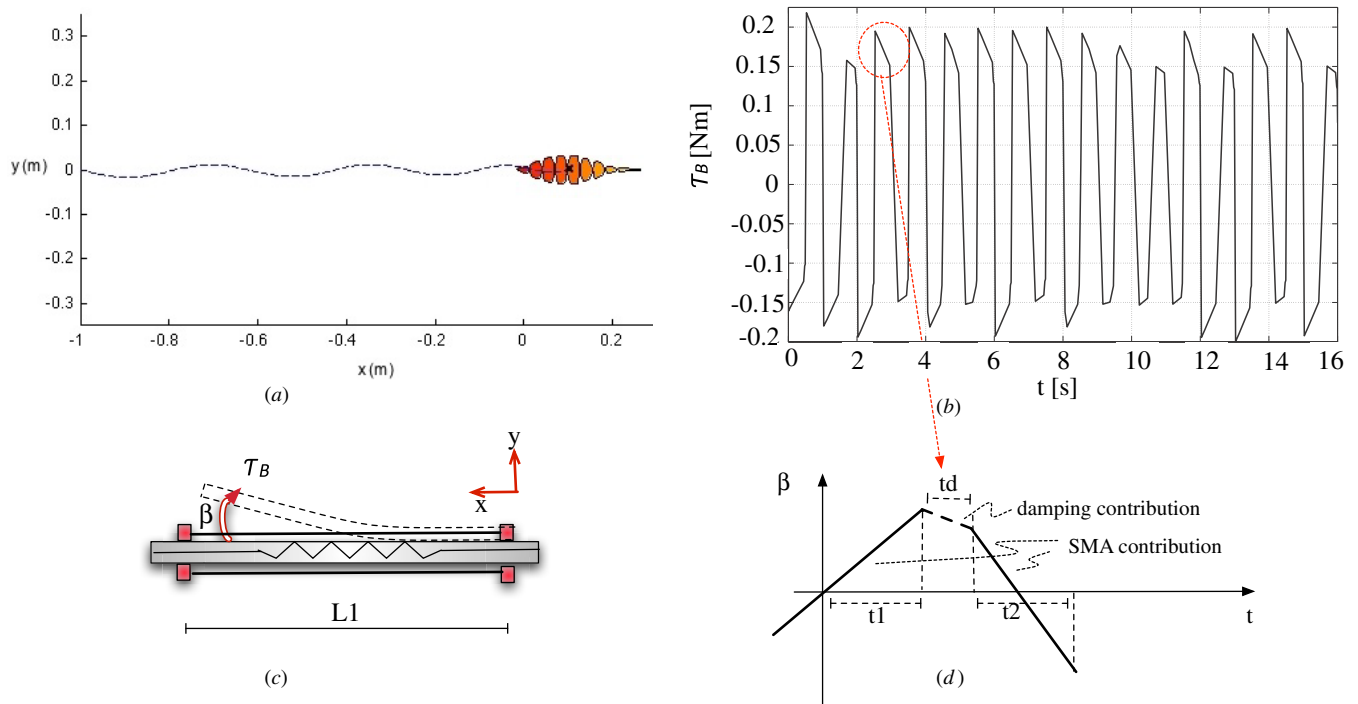 0.3
0.2
0.1
y (m)
0
-0.1
-0.2
0.3
-1
-0.8
-0.6
-0.4
-0.2
0
0.2
x (m)
(a)
0.2
0.15
0.1
0.05
0
-0.05
-0.1
-0.15
-0.2
τB [Nm]
0
2
4
6
8
10
12
14
16
t [s]
(b)
y
x
τB
β
L1
(c)
β
td
damping contribution
SMA contribution
t1
t2
t
(d)